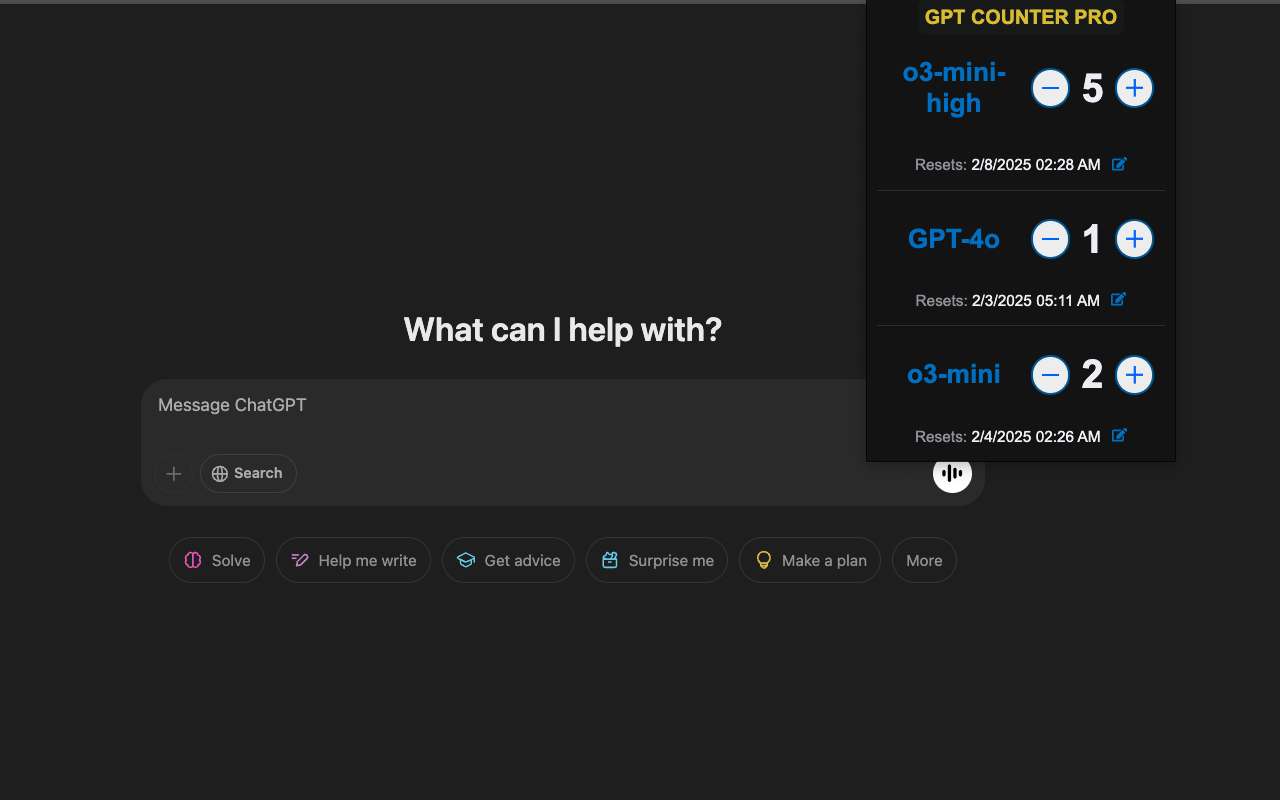 GPT COUNTER PRO
o3-mini-
high
5
Resets: 2/8/2025 02:28 AM
GPT-4o
1
Resets: 2/3/2025 05:11 AM
o3-mini
2
Resets: 2/4/2025 02:26 AM
What can I help with?
Message ChatGPT
Search
Solve
Help me write
Get advice
Surprise me
Make a plan
More